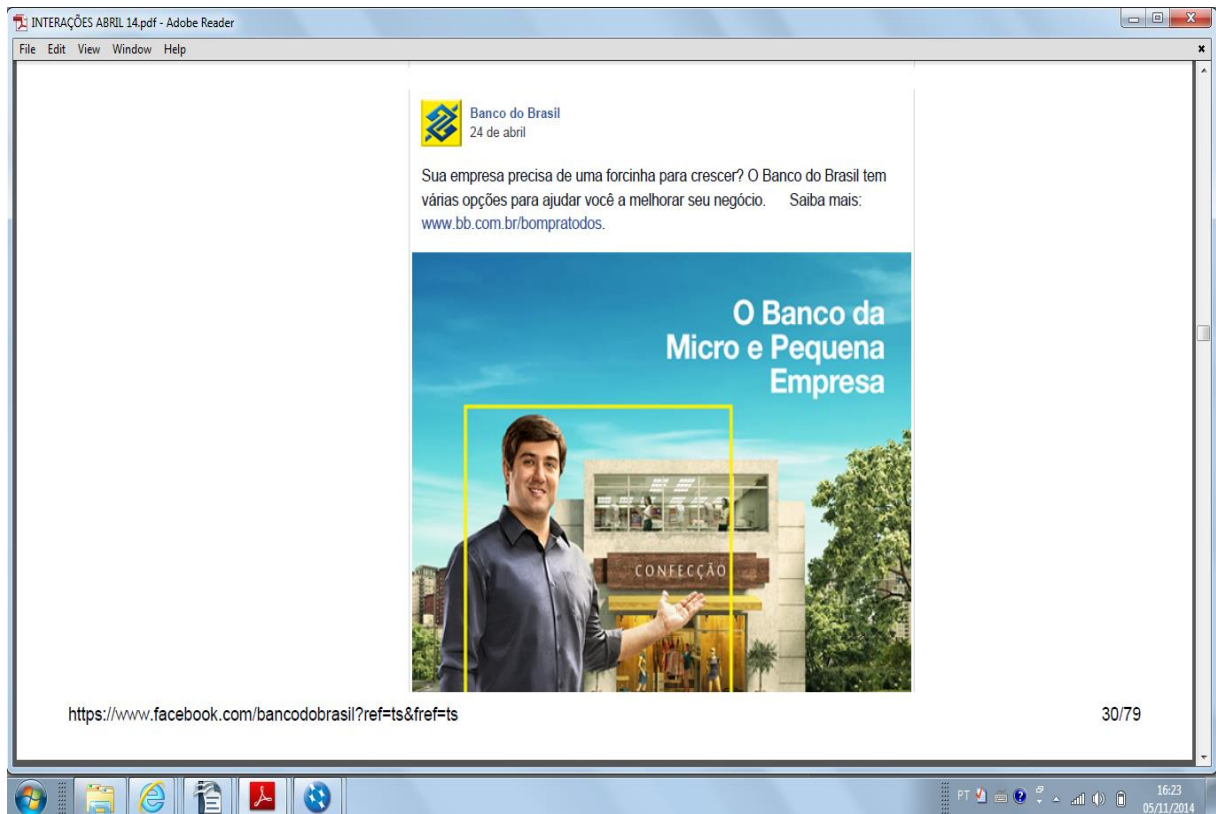 INTERAÇÕES ABRIL 14.pdf - Adobe Reader
File Edit View Window Help
Banco do Brasil
24 de abril
Sua empresa precisa de uma forcinha para crescer? O Banco do Brasil tem
várias opções para ajudar você a melhorar seu negócio. Saiba mais:
www.bb.com.br/bompratodos.
O Banco da
Micro e Pequena
Empresa
CONFECÇÃO
https://www.facebook.com/bancodobrasil?ref=ts&fref=ts
30/79
PT
16:23
05/11/2014